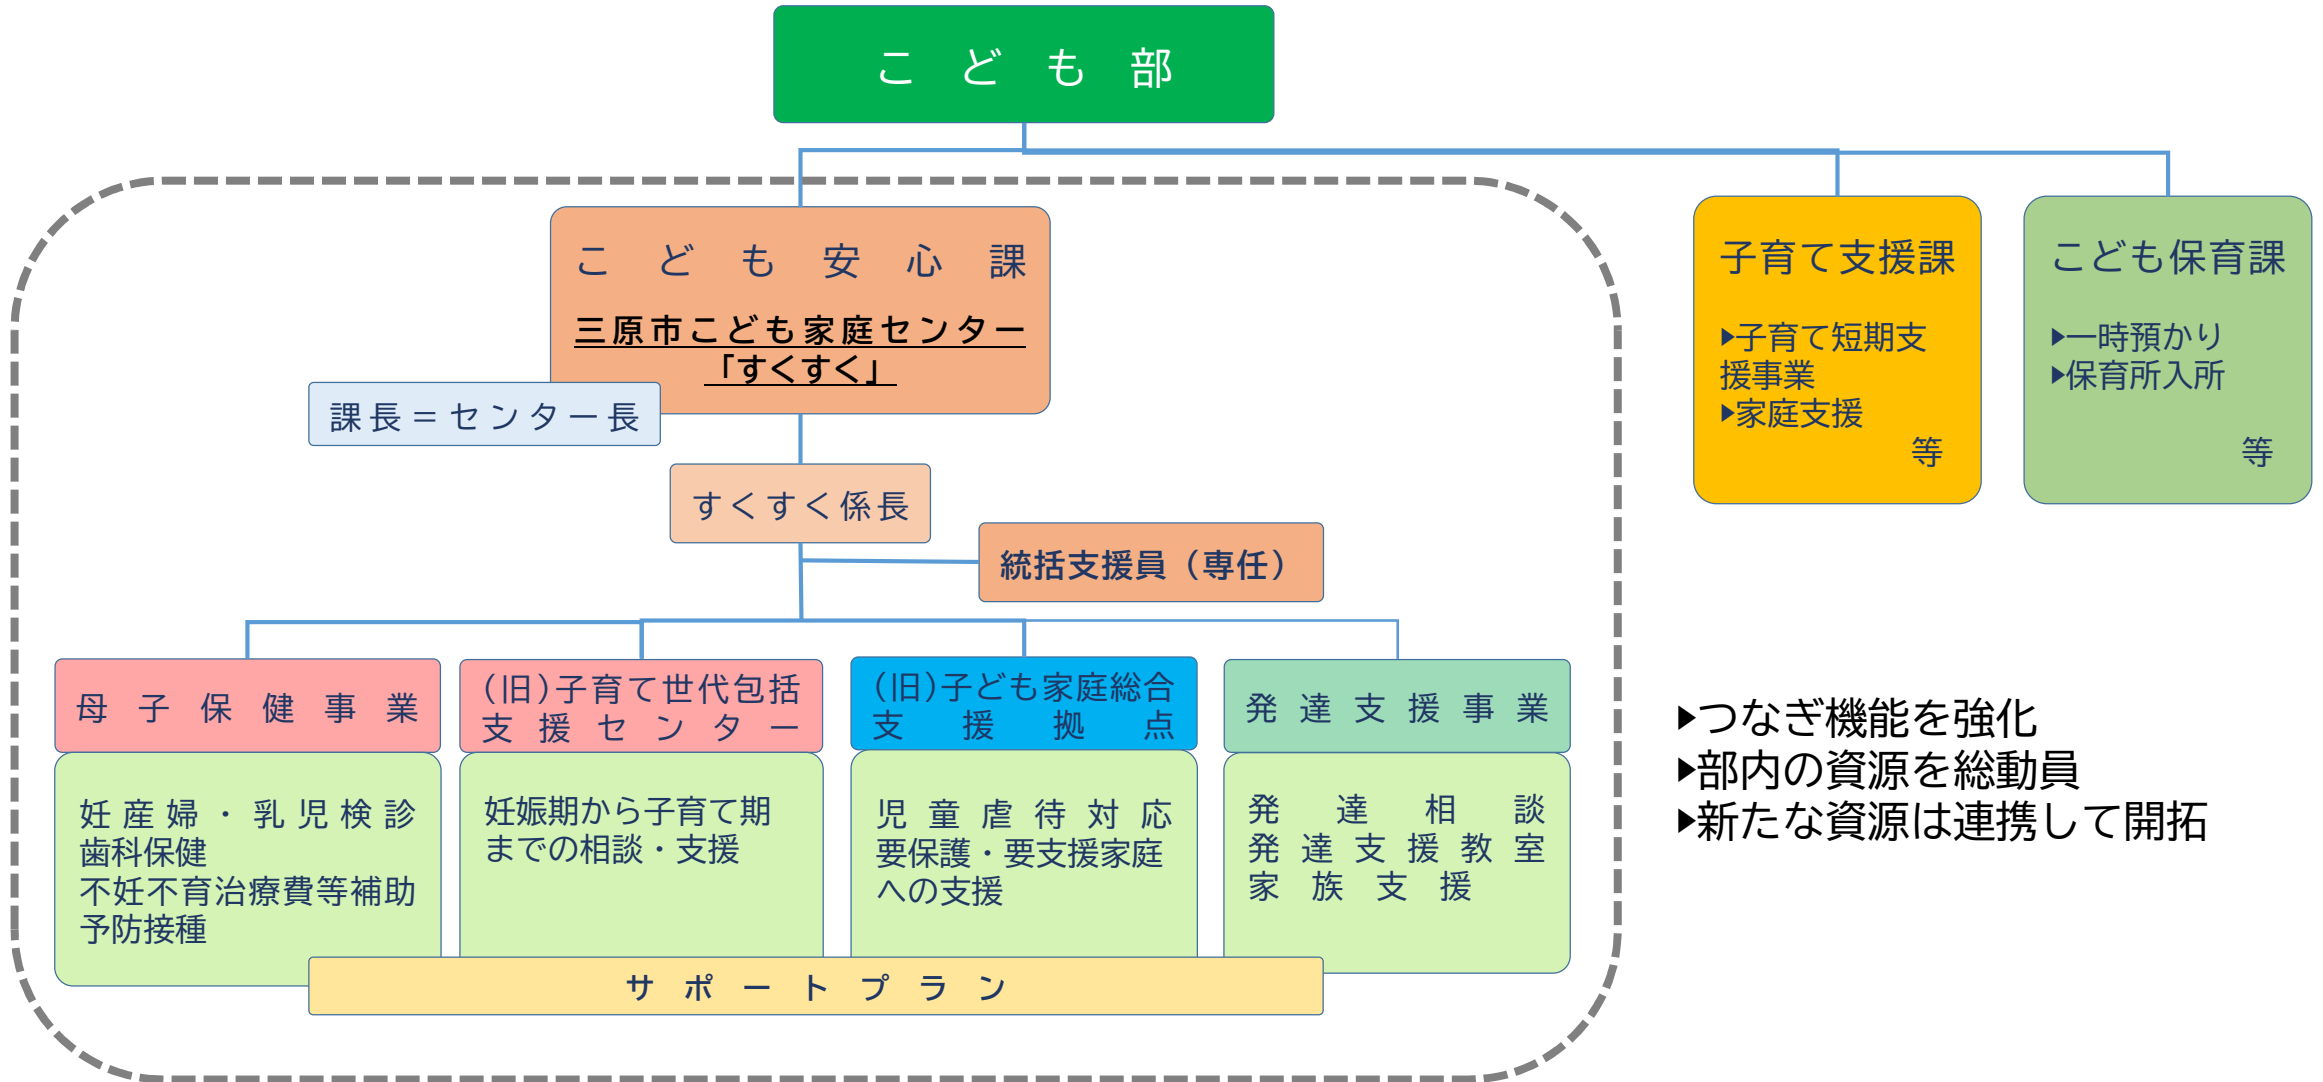 こども部
こども安心課
三原市こども家庭センター
「すくすく」
課長＝センター長
すくすく係長
統括支援員（専任）
子育て支援課
▶子育て短期支
援事業
▶家庭支援
等
こども保育課
▶一時預かり
▶保育所入所
等
母子保健事業
妊産婦・乳児検診
歯科保健
不妊不育治療費等補助
予防接種
(旧)子育て世代包括
支援センター
妊娠期から子育て期
までの相談・支援
(旧)子ども家庭総合
支援拠点
児童虐待対応
要保護・要支援家庭
への支援
発達支援事業
発達相談
発達支援教室
家族支援
サポートプラン
▶つなぎ機能を強化
▶部内の資源を総動員
▶新たな資源は連携して開拓